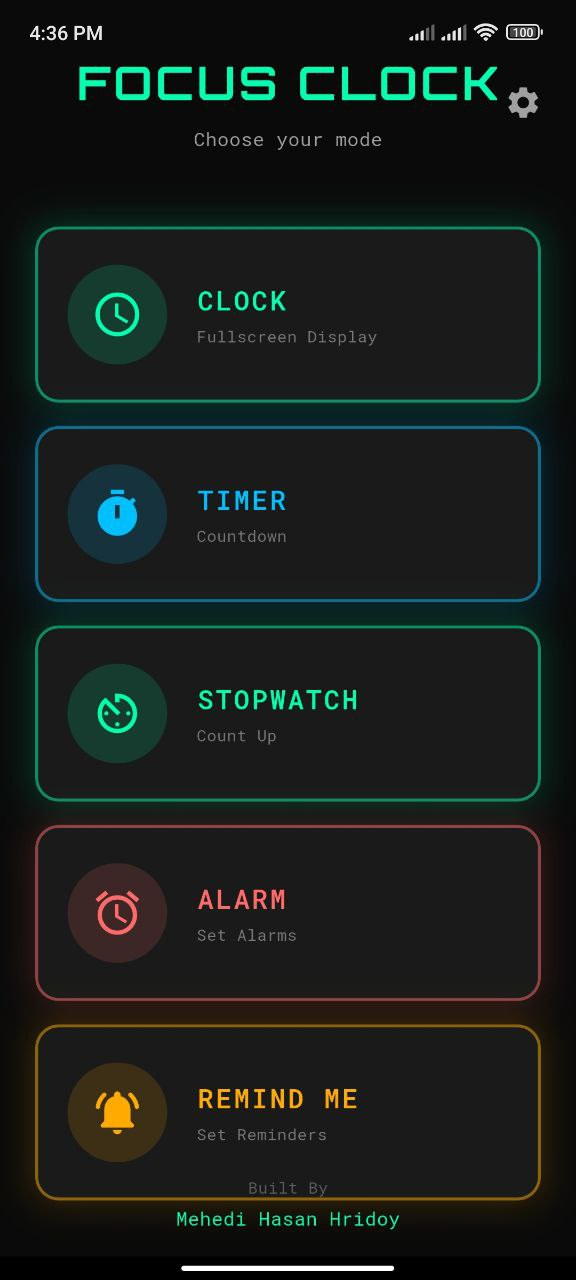 4:36 PM
100
FOCUS CLOCK
Choose your mode
CLOCK
Fullscreen Display
TIMER
Countdown
STOPWATCH
Count Up
ALARM
Set Alarms
REMIND ME
Set Reminders
Built By
Mehedi Hasan Hridoy